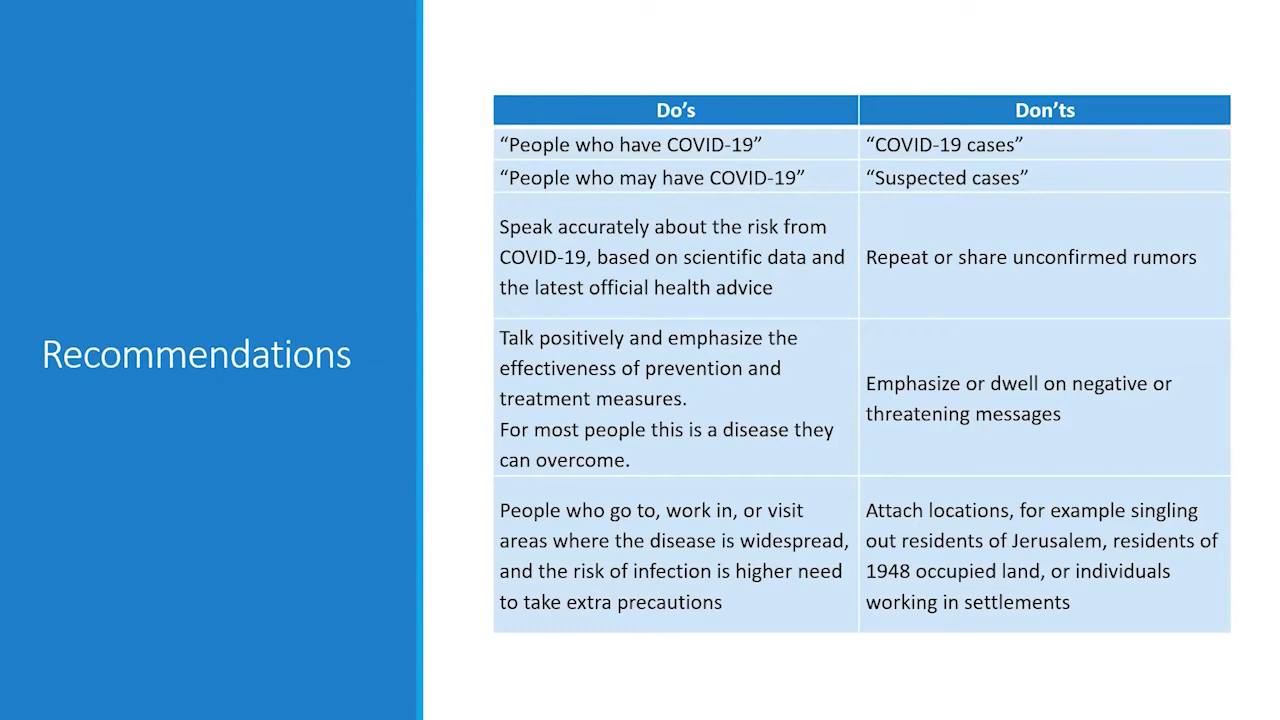 Recommendations
Do’s
Don’ts
“People who have COVID-19”
“COVID-19 cases”
“People who may have COVID-19”
“Suspected cases”
Speak accurately about the risk from
COVID-19, based on scientific data and
the latest official health advice
Repeat or share unconfirmed rumors
Talk positively and emphasize the
effectiveness of prevention and
treatment measures.
For most people this is a disease they
can overcome.
Emphasize or dwell on negative or
threatening messages
People who go to, work in, or visit
areas where the disease is widespread,
and the risk of infection is higher need
to take extra precautions
Attach locations, for example singling
out residents of Jerusalem, residents of
1948 occupied land, or individuals
working in settlements